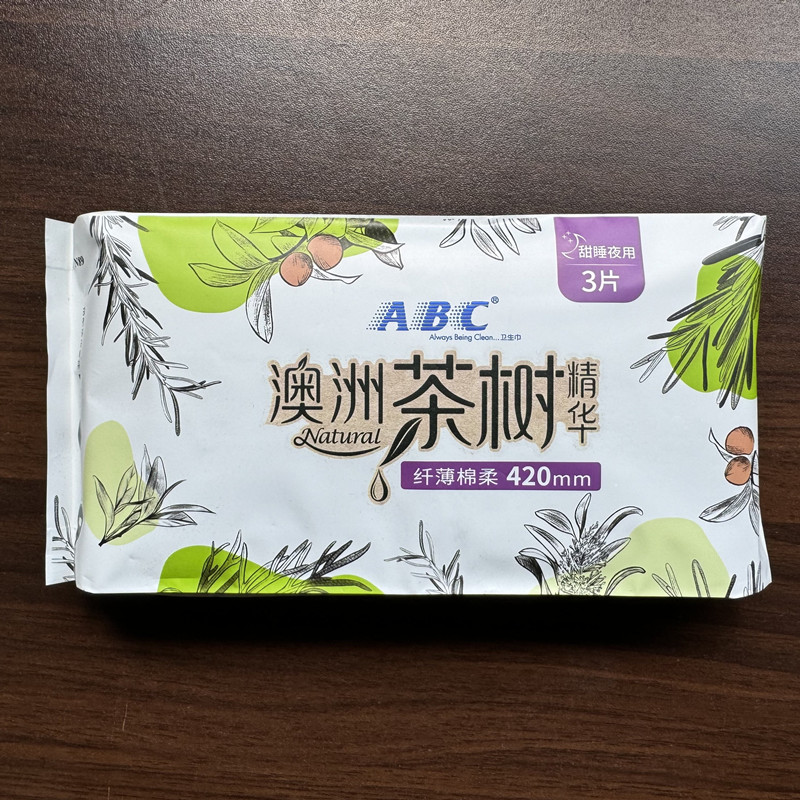 甜睡夜用
3片
ABC®
Always Being Clean...卫生巾
澳洲茶树精华
Natural
纤薄棉柔 420mm